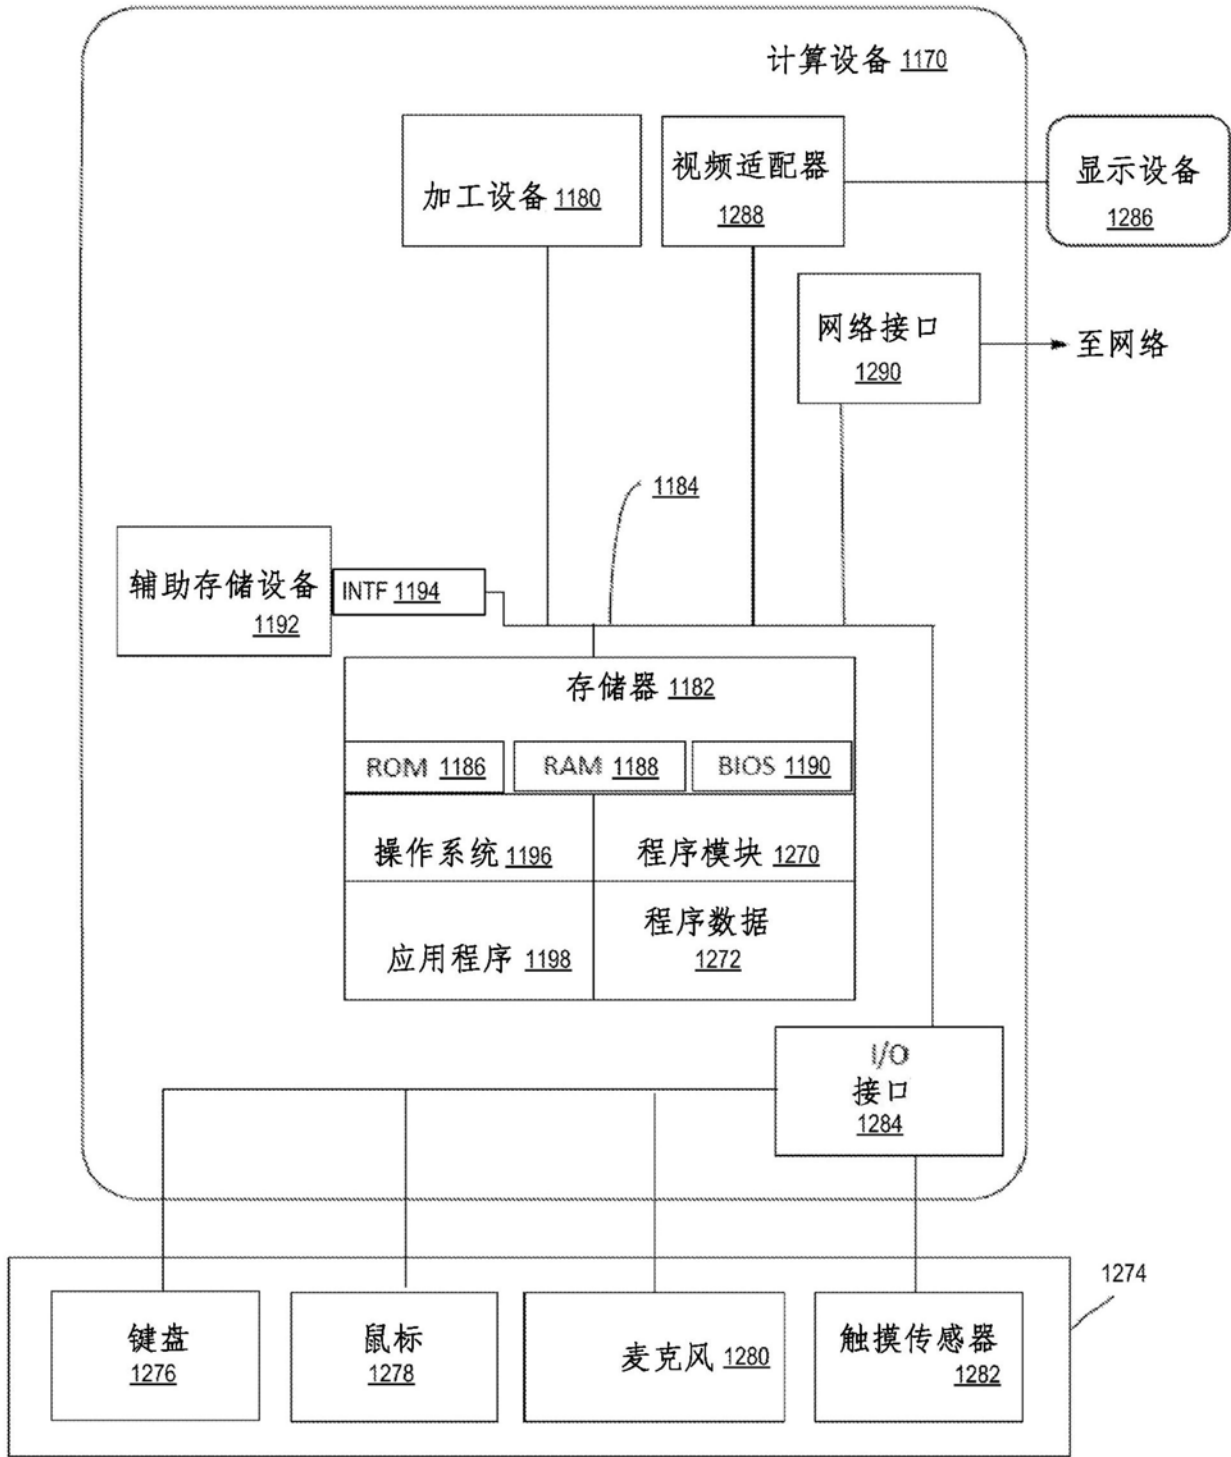 计算设备 1170
加工设备 1180
视频适配器
1288
显示设备
1286
网络接口
1290
至网络
1184
辅助存储设备
1192
INTF 1194
存储器 1182
ROM 1186
RAM 1188
BIOS 1190
操作系统 1196
程序模块 1270
应用程序 1198
程序数据
1272
I/O
接口
1284
1274
键盘
1276
鼠标
1278
麦克风 1280
触摸传感器
1282